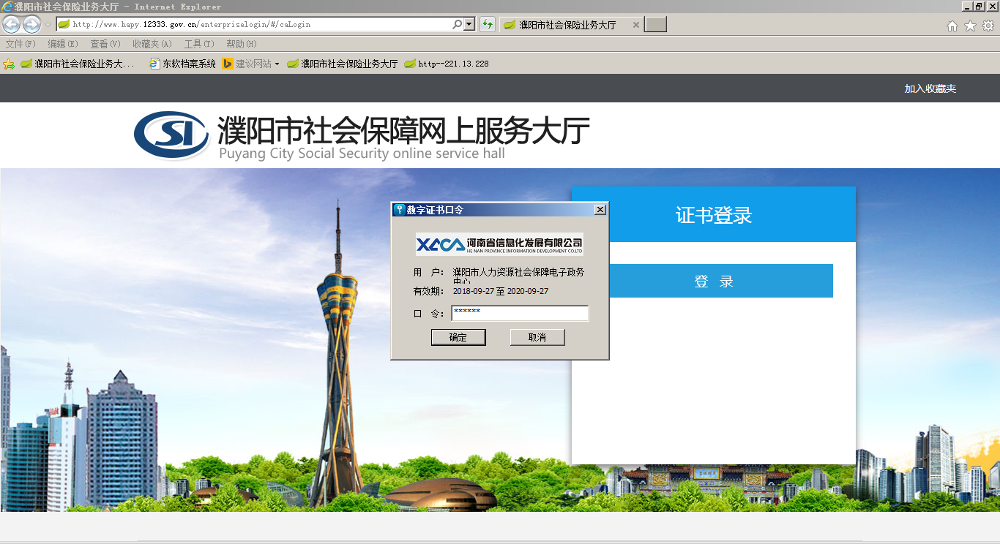 濮阳市社会保险业务大厅 - Internet Explorer
http://www.hapy.12333.gov.cn/enterpriselogin/#/caLogin
濮阳市社会保险业务大厅
文件(F) 编辑(E) 查看(V) 收藏夹(A) 工具(T) 帮助(H)
濮阳市社会保险业务大... 东软档案系统 建议网站 濮阳市社会保险业务大厅 http--221.13.228
加入收藏夹
CSI
濮阳市社会保障网上服务大厅
Puyang City Social Security online service hall
证书登录
登 录
数字证书口令
XACA 河南省信息化发展有限公司
HE NAN PROVINCE INFORMATION DEVELOPMENT CO.LTD
用 户: 濮阳市人力资源社会保障电子政务
中心
有效期: 2018-09-27 至 2020-09-27
口 令: ******
确定 取消